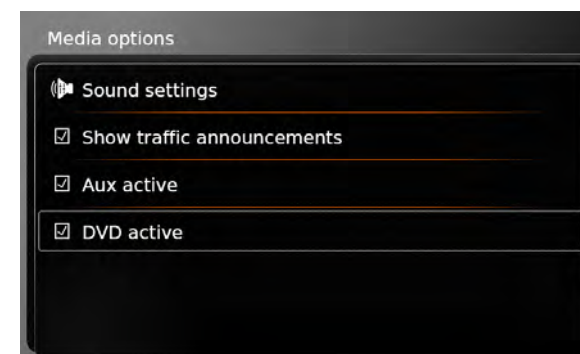 Media options
Sound settings
Show traffic announcements
Aux active
DVD active